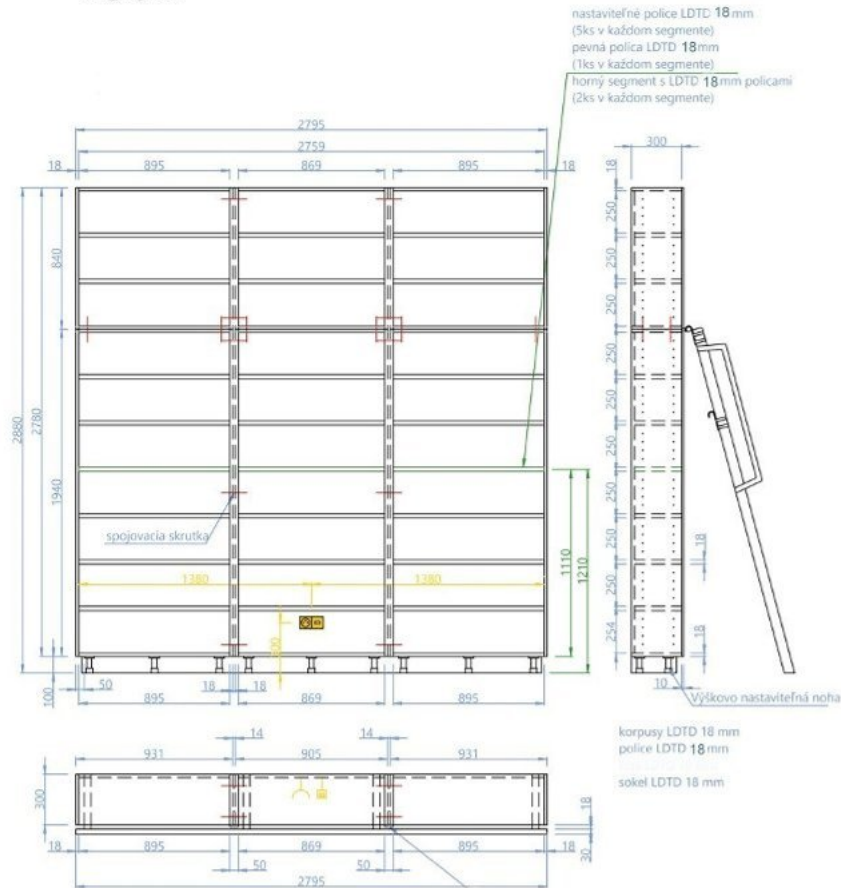 nastaviteľné police LDTD 18 mm
(5ks v každom segmente)
pevná polica LDTD 18mm
(1ks v každom segmente)
horný segment s LDTD 18mm policami
(2ks v každom segmente)
2795
2759
300
18 895 869 895 18
18
250
250
250
250
250
250
250
250
250
254
18
18
10
840
1940
2780
2880
100
spojovacia skrutka
1380 1380
1110
1210
50 18 18
895 869 895
Výškovo nastaviteľná noha
korpusy LDTD 18 mm
police LDTD 18mm
sokel LDTD 18 mm
14 14
931 905 931
300
18
30
18 895 869 895 18
50 50
2795